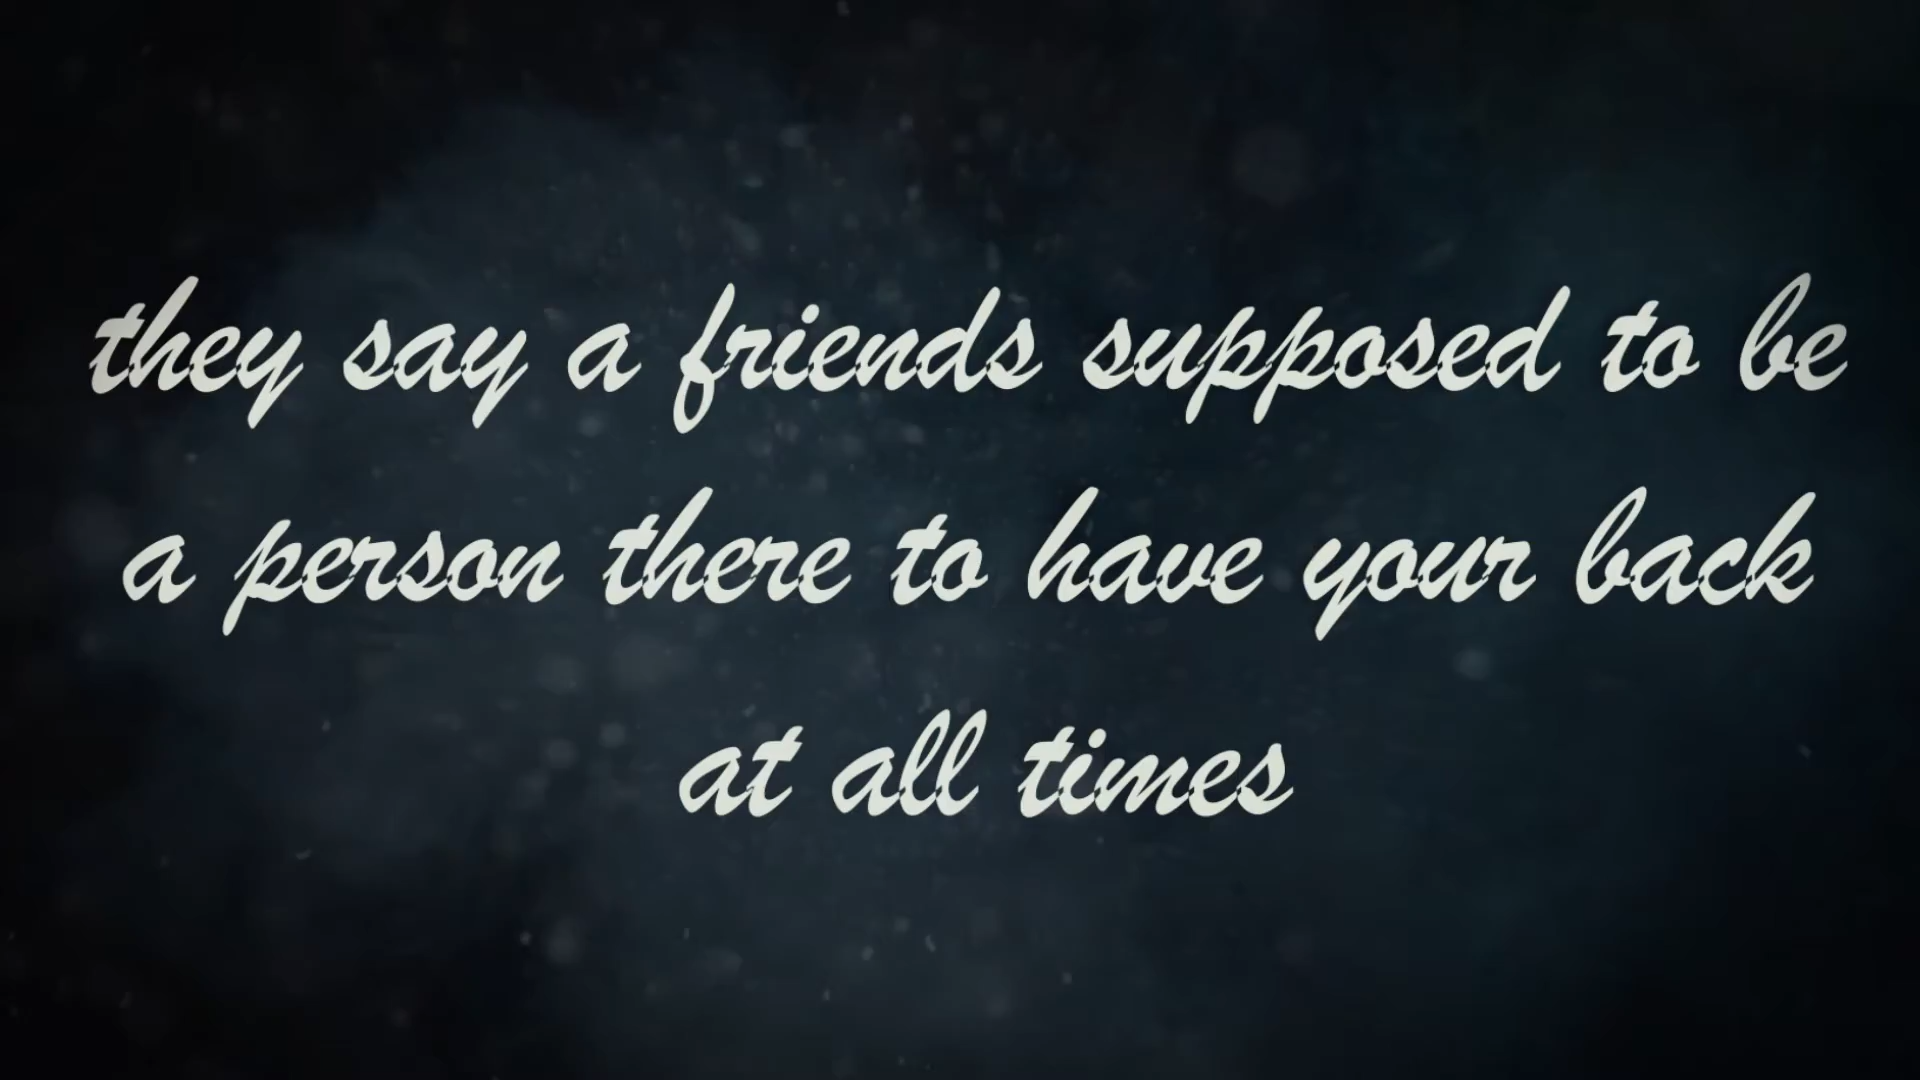 they say a friends supposed to be
a person there to have your back
at all times